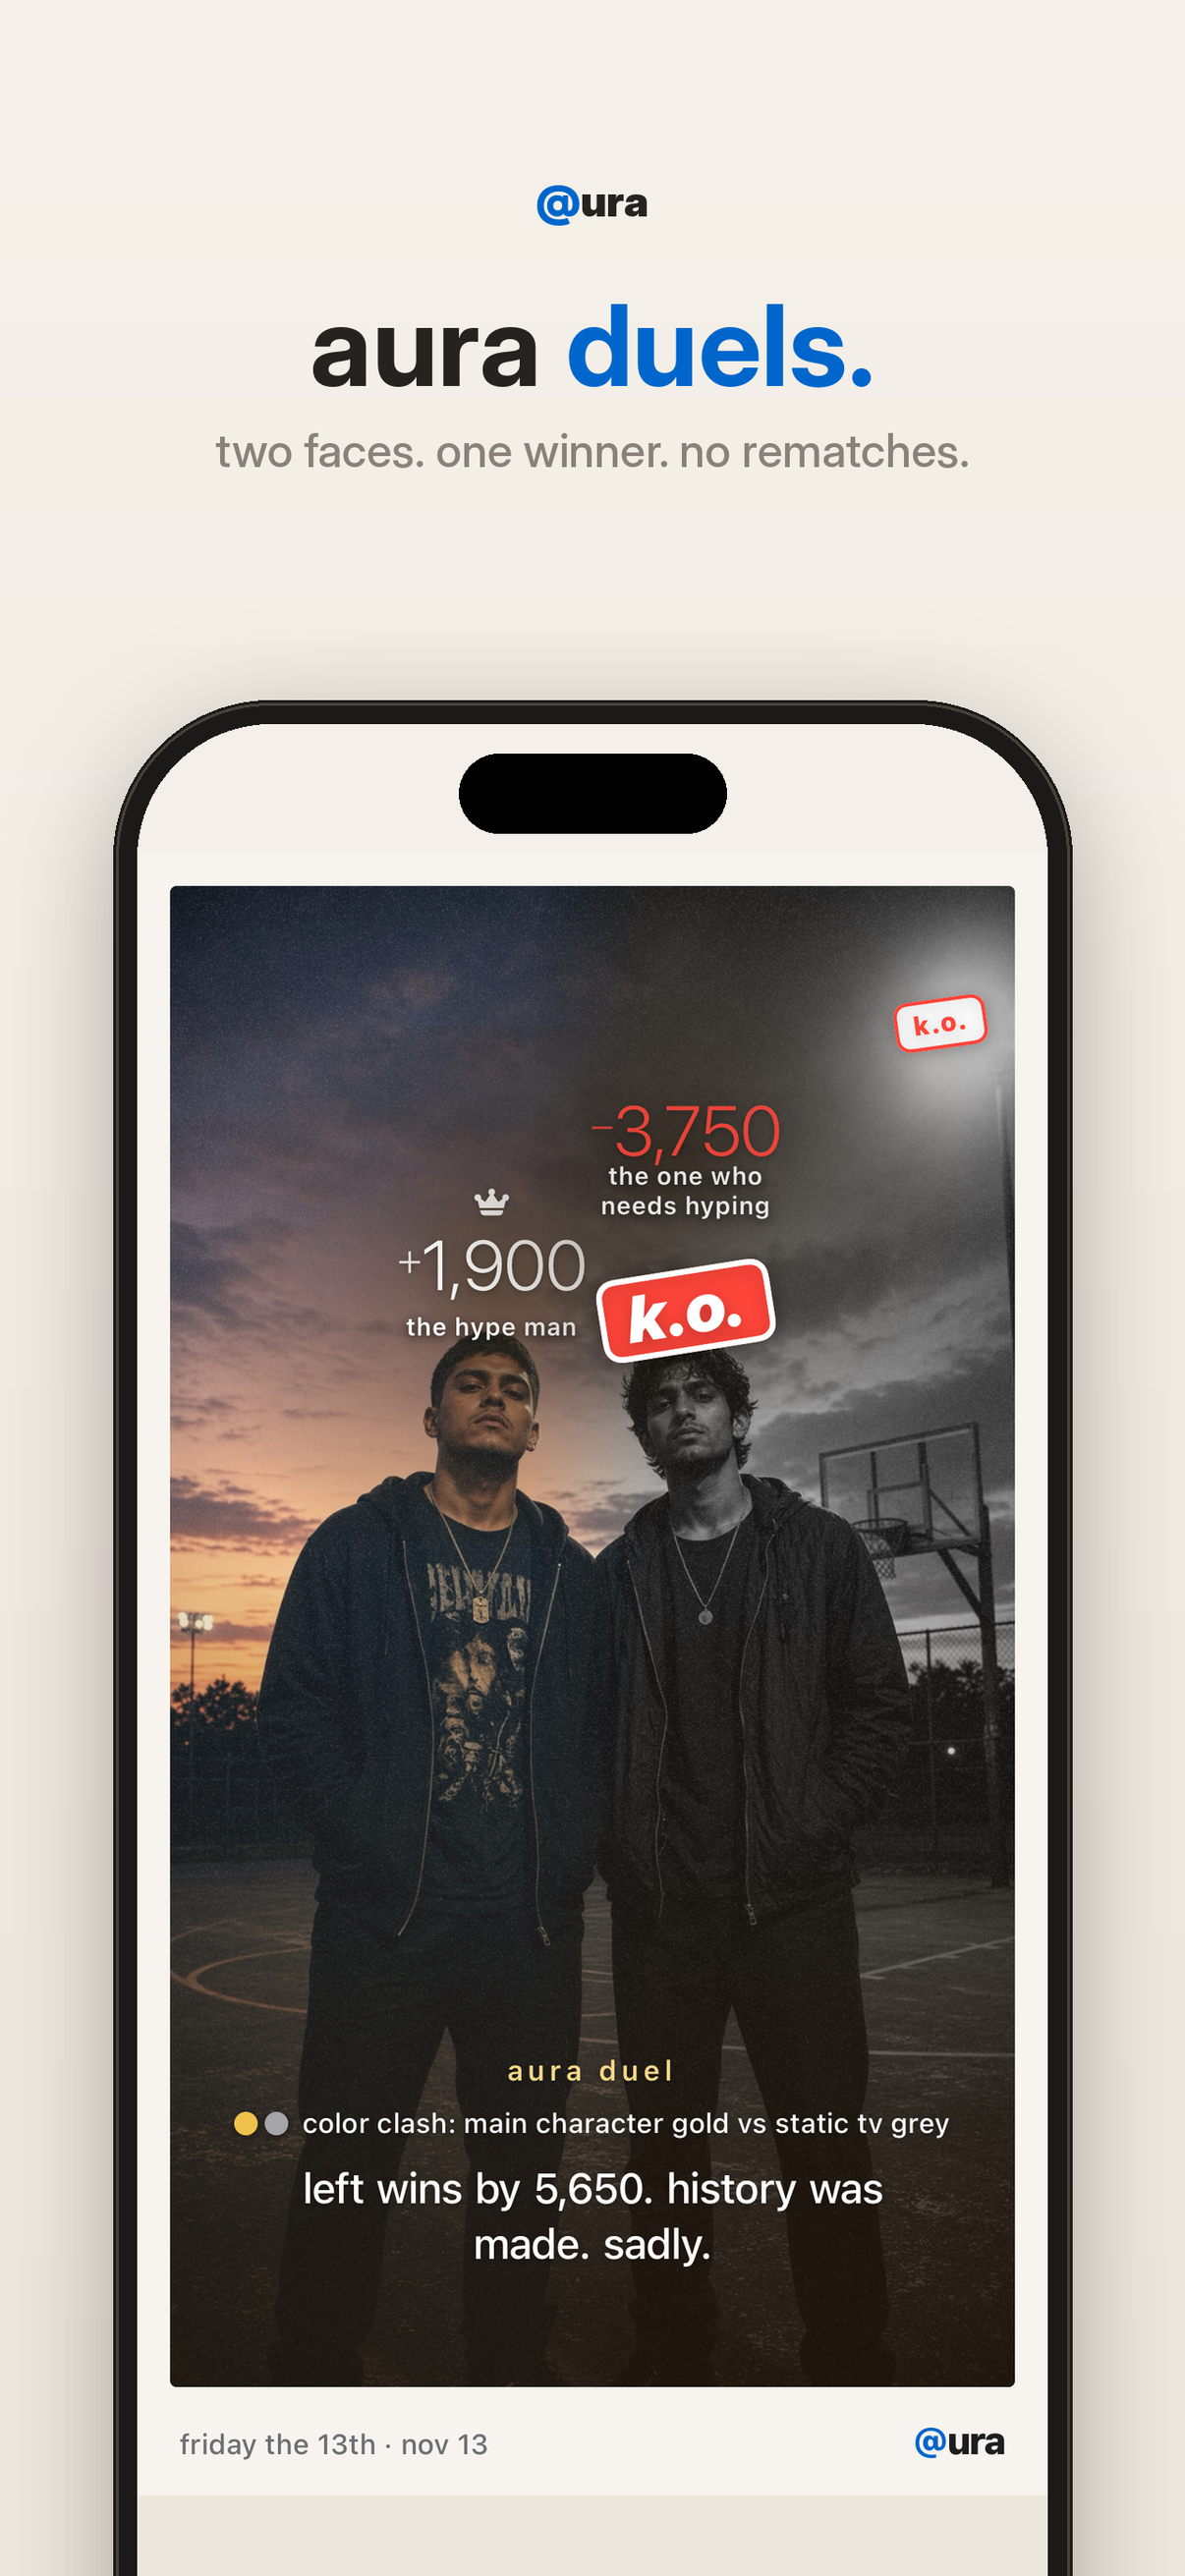 @ura
aura duels.
two faces. one winner. no rematches.
k.o.
−3,750
the one who
needs hyping
+1,900
the hype man
k.o.
aura duel
color clash: main character gold vs static tv grey
left wins by 5,650. history was
made. sadly.
friday the 13th · nov 13
@ura